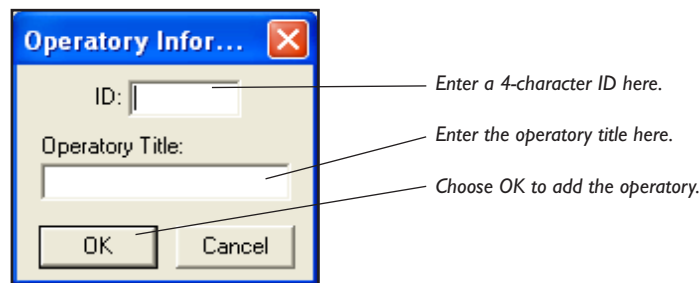 Operatory Infor...
ID:
Enter a 4-character ID here.
Operatory Title:
Enter the operatory title here.
Choose OK to add the operatory.
OK Cancel